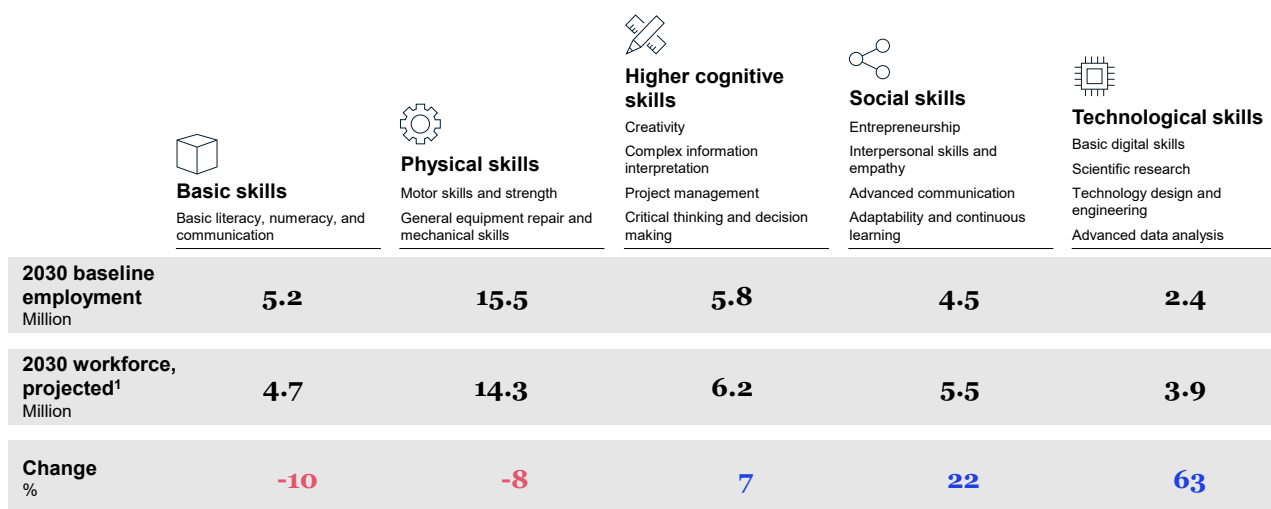 Basic skills
Basic literacy, numeracy, and
communication
Physical skills
Motor skills and strength
General equipment repair and
mechanical skills
Higher cognitive
skills
Creativity
Complex information
interpretation
Project management
Critical thinking and decision
making
Social skills
Entrepreneurship
Interpersonal skills and
empathy
Advanced communication
Adaptability and continuous
learning
Technological skills
Basic digital skills
Scientific research
Technology design and
engineering
Advanced data analysis
2030 baseline
employment
Million
5.2 15.5 5.8 4.5 2.4
2030 workforce,
projected¹
Million
4.7 14.3 6.2 5.5 3.9
Change
%
-10 -8 7 22 63